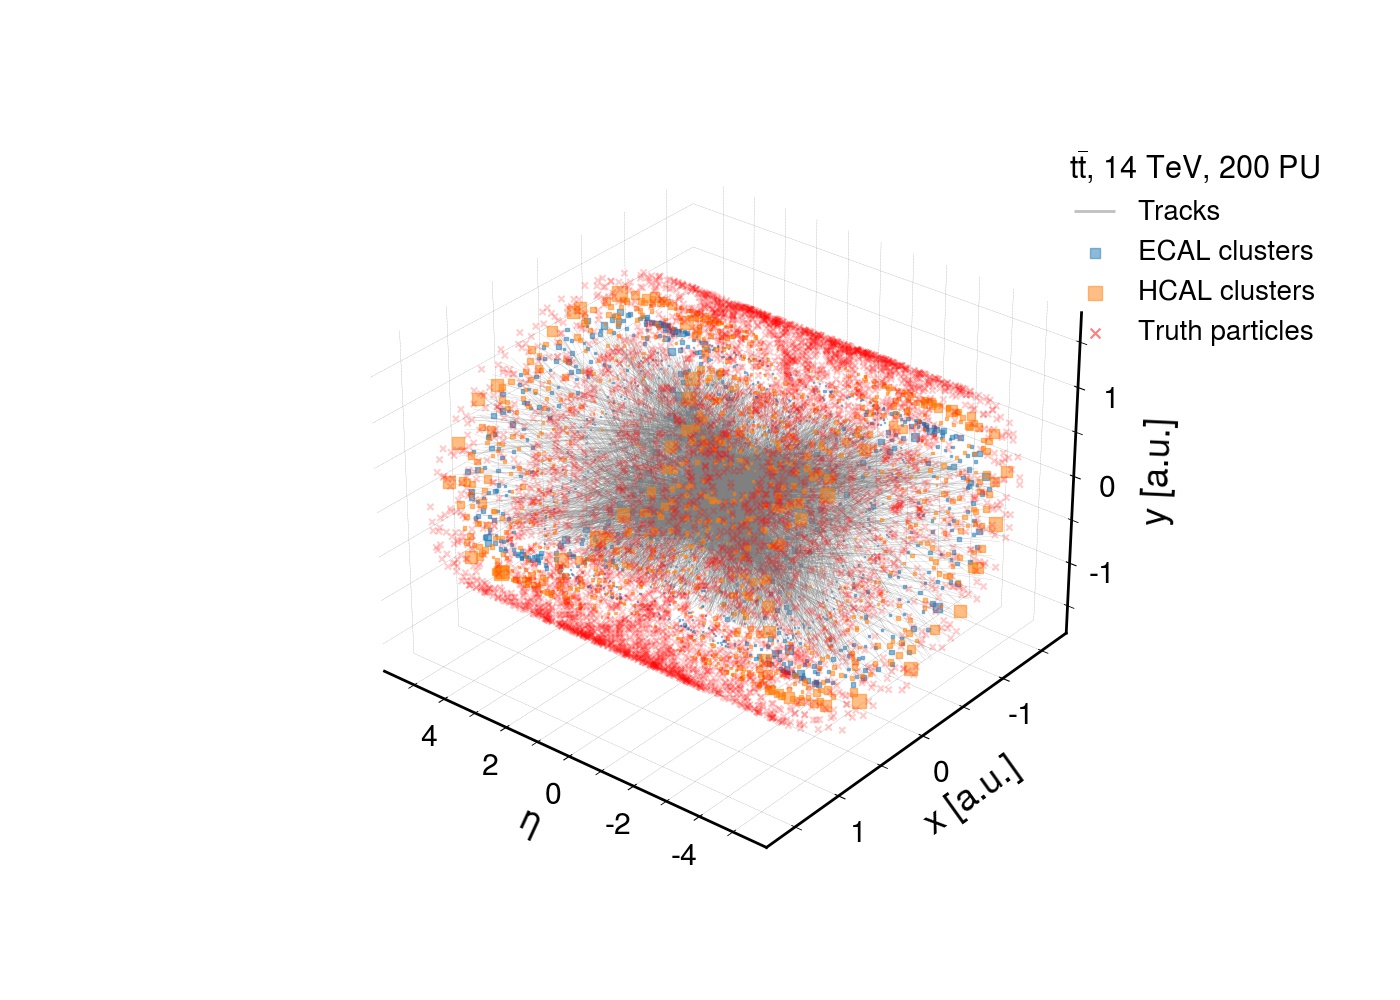 tt̄, 14 TeV, 200 PU
Tracks
ECAL clusters
HCAL clusters
Truth particles
1
0
-1
y [a.u.]
-1
0
1
x [a.u.]
4
2
0
-2
-4
η